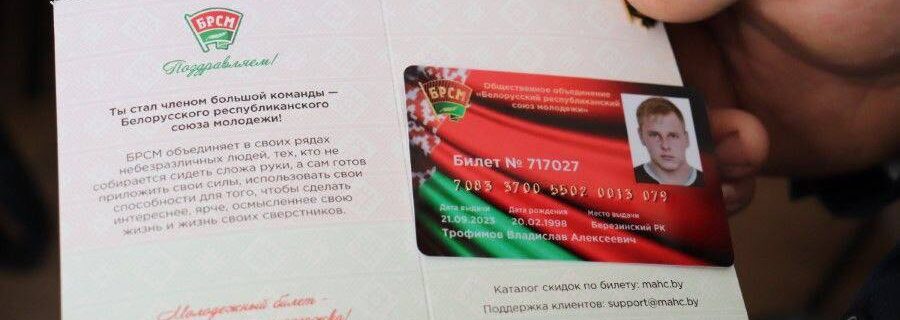 БРСМ
Поздравляем!
Ты стал членом большой команды —
Белорусского республиканского
союза молодежи!
БРСМ объединяет в своих рядах
небезразличных людей, тех, кто не
собирается сидеть сложа руки, а сам готов
приложить свои силы, использовать свои
способности для того, чтобы сделать
интереснее, ярче, осмысленнее свою
жизнь и жизнь своих сверстников.
Молодежный билет -
БРСМ
Общественное объединение
«Белорусский республиканский
союз молодежи»
Билет № 717027
7083 3700 5502 0013 079
Дата выдачи Дата рождения Место выдачи
21.09.2023 20.02.1998 Березинский РК
Трофимов Владислав Алексеевич
Каталог скидок по билету: mahc.by
Поддержка клиентов: support@mahc.by